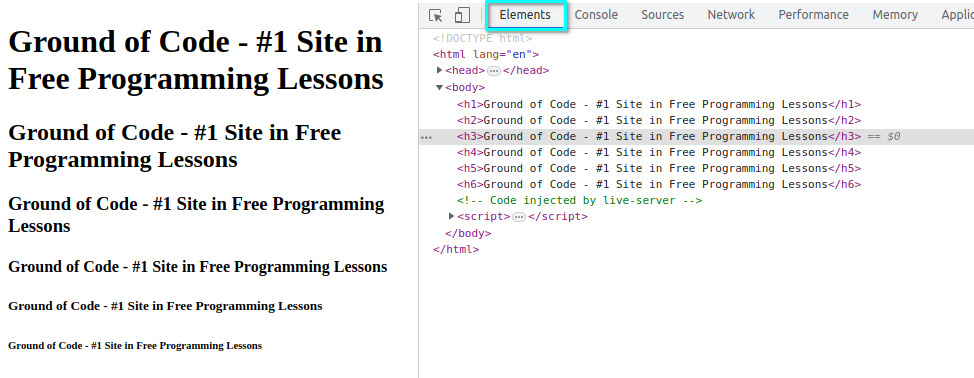 Ground of Code - #1 Site in
Free Programming Lessons
Ground of Code - #1 Site in Free
Programming Lessons
Ground of Code - #1 Site in Free Programming
Lessons
Ground of Code - #1 Site in Free Programming Lessons
Ground of Code - #1 Site in Free Programming Lessons
Ground of Code - #1 Site in Free Programming Lessons
Elements Console Sources Network Performance Memory Applic
<!DOCTYPE html>
<html lang="en">
<head> ... </head>
<body>
<h1>Ground of Code - #1 Site in Free Programming Lessons</h1>
<h2>Ground of Code - #1 Site in Free Programming Lessons</h2>
... <h3>Ground of Code - #1 Site in Free Programming Lessons</h3> == $0
<h4>Ground of Code - #1 Site in Free Programming Lessons</h4>
<h5>Ground of Code - #1 Site in Free Programming Lessons</h5>
<h6>Ground of Code - #1 Site in Free Programming Lessons</h6>
<!-- Code injected by live-server -->
<script> ... </script>
</body>
</html>